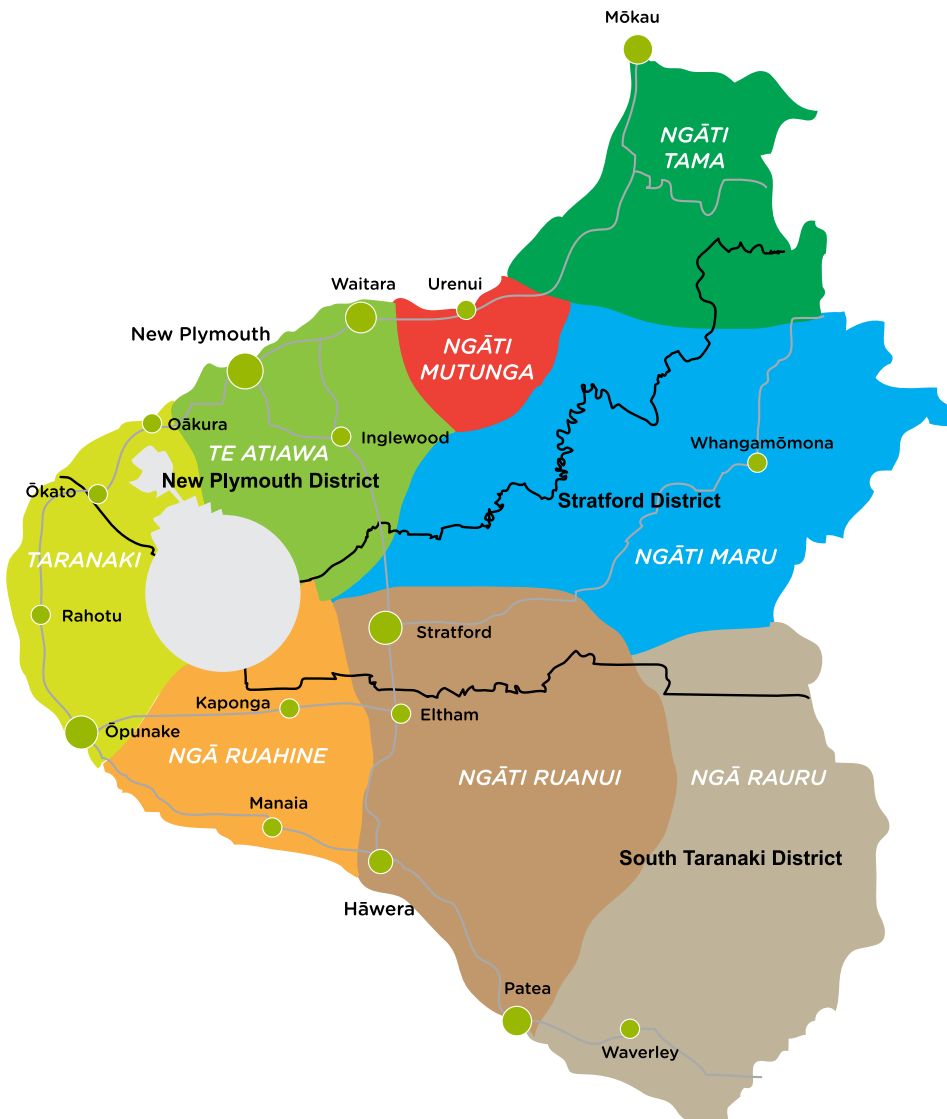 Mōkau
NGĀTI
TAMA
Waitara
Urenui
New Plymouth
NGĀTI
MUTUNGA
Oākura
Inglewood
Whangamōmona
TE ATIAWA
New Plymouth District
Ōkato
Stratford District
TARANAKI
NGĀTI MARU
Rahotu
Stratford
Kaponga
Eltham
Ōpunake
NGĀ RUAHINE
NGĀTI RUANUI
NGĀ RAURU
Manaia
South Taranaki District
Hāwera
Patea
Waverley